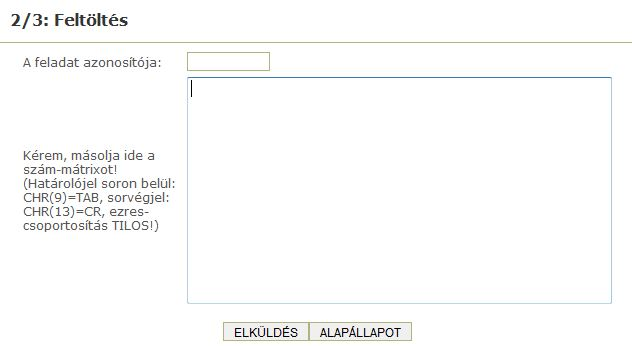 2/3: Feltöltés
A feladat azonosítója:
Kérem, másolja ide a
szám-mátrixot!
(Határolójel soron belül:
CHR(9)=TAB, sorvégjel:
CHR(13)=CR, ezres-
csoportosítás TILOS!)
ELKÜLDÉS ALAPÁLLAPOT